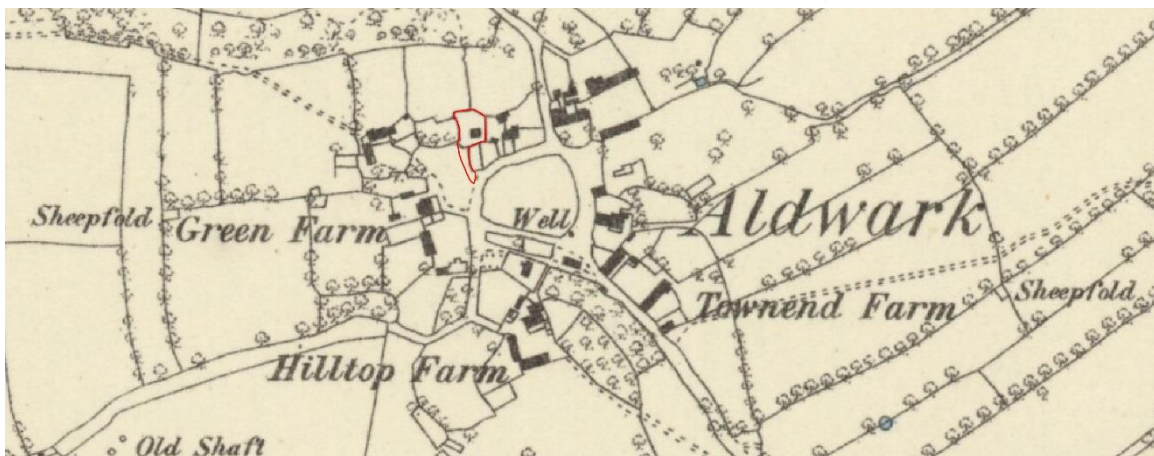 Sheepfold
Green Farm
Well
Aldwark
Townend Farm
Sheepfold
Hilltop Farm
Old Shaft